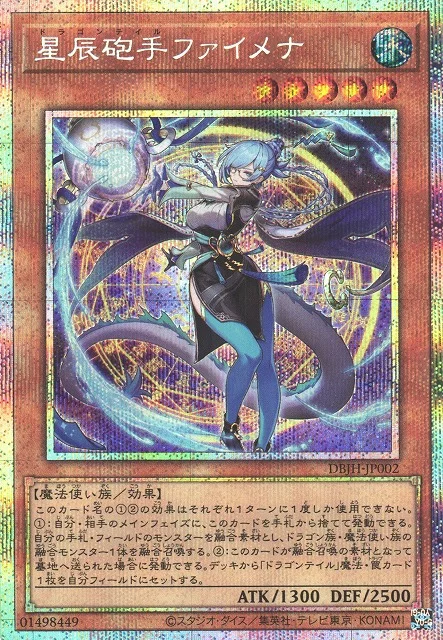 ドラゴンテイル
星辰砲手ファイメナ
DBJH-JP002
【魔法使い族／効果】
このカード名の①②の効果はそれぞれ１ターンに１度しか使用できない。
①：自分・相手のメインフェイズに、このカードを手札から捨てて発動できる。
自分の手札・フィールドのモンスターを融合素材とし、ドラゴン族・魔法使い族の
融合モンスター１体を融合召喚する。②：このカードが融合召喚の素材となって
墓地へ送られた場合に発動できる。デッキから「ドラゴンテイル」魔法・罠カード
１枚を自分フィールドにセットする。
ATK/1300 DEF/2500
01498449
©スタジオ・ダイス／集英社・テレビ東京・KONAMI